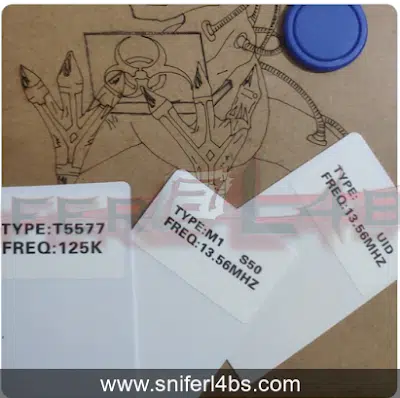 TYPE:T5577
FREQ:125K
TYPE:M1 S50
FREQ:13.56MHZ
TYPE: UID
FREQ:13.56MHZ
www.sniferl4bs.com